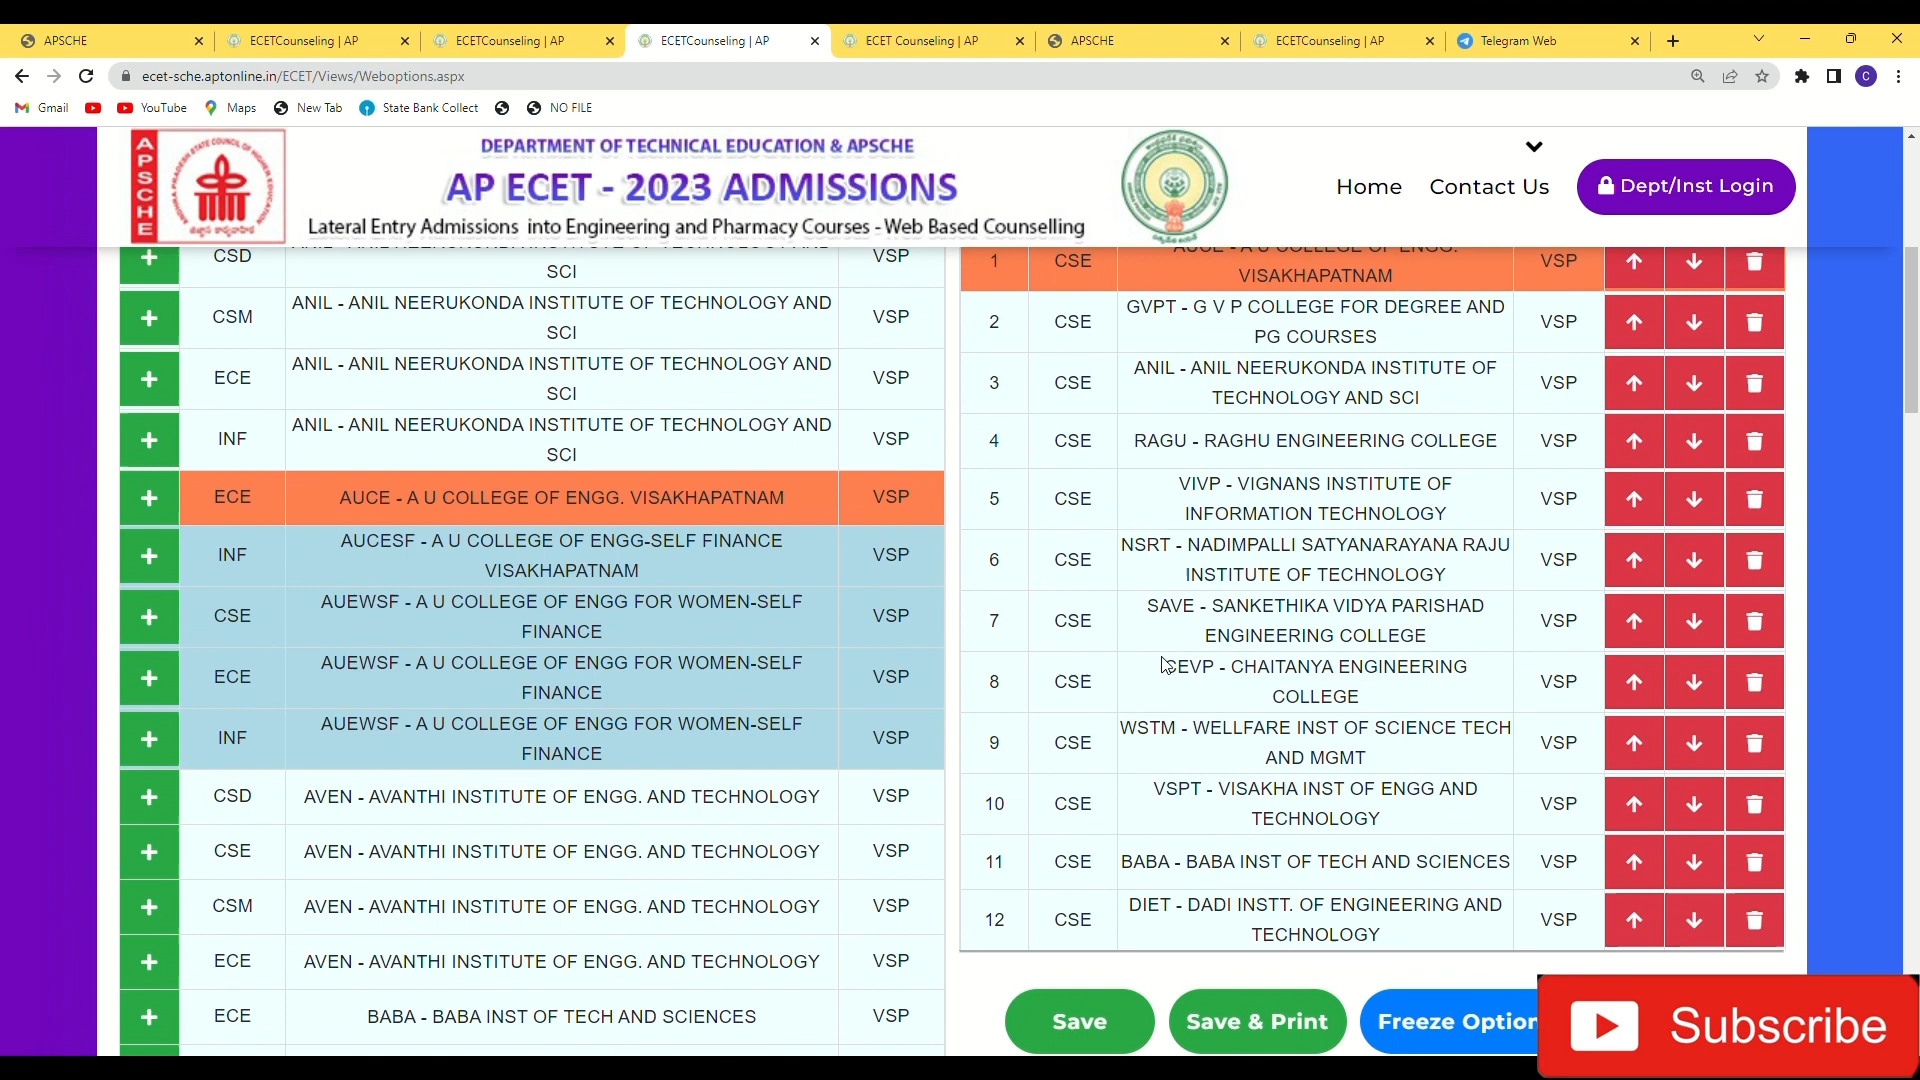 APSCHE
ECETCounseling | AP
ECETCounseling | AP
ECETCounseling | AP
ECET Counseling | AP
APSCHE
ECETCounseling | AP
Telegram Web
ecet-sche.aptonline.in/ECET/Views/Weboptions.aspx
C
Gmail
YouTube
Maps
New Tab
State Bank Collect
NO FILE
APSCHE
DEPARTMENT OF TECHNICAL EDUCATION & APSCHE
AP ECET - 2023 ADMISSIONS
Lateral Entry Admissions into Engineering and Pharmacy Courses - Web Based Counselling
Home
Contact Us
Dept/Inst Login
CSD
SCI
VSP
CSM
ANIL - ANIL NEERUKONDA INSTITUTE OF TECHNOLOGY AND
SCI
VSP
ECE
ANIL - ANIL NEERUKONDA INSTITUTE OF TECHNOLOGY AND
SCI
VSP
INF
ANIL - ANIL NEERUKONDA INSTITUTE OF TECHNOLOGY AND
SCI
VSP
ECE AUCE - A U COLLEGE OF ENGG. VISAKHAPATNAM VSP
INF
AUCESF - A U COLLEGE OF ENGG-SELF FINANCE
VISAKHAPATNAM
VSP
CSE
AUEWSF - A U COLLEGE OF ENGG FOR WOMEN-SELF
FINANCE
VSP
ECE
AUEWSF - A U COLLEGE OF ENGG FOR WOMEN-SELF
FINANCE
VSP
INF
AUEWSF - A U COLLEGE OF ENGG FOR WOMEN-SELF
FINANCE
VSP
CSD AVEN - AVANTHI INSTITUTE OF ENGG. AND TECHNOLOGY VSP
CSE AVEN - AVANTHI INSTITUTE OF ENGG. AND TECHNOLOGY VSP
CSM AVEN - AVANTHI INSTITUTE OF ENGG. AND TECHNOLOGY VSP
ECE AVEN - AVANTHI INSTITUTE OF ENGG. AND TECHNOLOGY VSP
ECE BABA - BABA INST OF TECH AND SCIENCES VSP
1 CSE
VISAKHAPATNAM
VSP
2 CSE
GVPT - G V P COLLEGE FOR DEGREE AND
PG COURSES
VSP
3 CSE
ANIL - ANIL NEERUKONDA INSTITUTE OF
TECHNOLOGY AND SCI
VSP
4 CSE RAGU - RAGHU ENGINEERING COLLEGE VSP
5 CSE
VIVP - VIGNANS INSTITUTE OF
INFORMATION TECHNOLOGY
VSP
6 CSE
NSRT - NADIMPALLI SATYANARAYANA RAJU
INSTITUTE OF TECHNOLOGY
VSP
7 CSE
SAVE - SANKETHIKA VIDYA PARISHAD
ENGINEERING COLLEGE
VSP
8 CSE
CEVP - CHAITANYA ENGINEERING
COLLEGE
VSP
9 CSE
WSTM - WELLFARE INST OF SCIENCE TECH
AND MGMT
VSP
10 CSE
VSPT - VISAKHA INST OF ENGG AND
TECHNOLOGY
VSP
11 CSE BABA - BABA INST OF TECH AND SCIENCES VSP
12 CSE
DIET - DADI INSTT. OF ENGINEERING AND
TECHNOLOGY
VSP
Save
Save & Print
Freeze Option
Subscribe